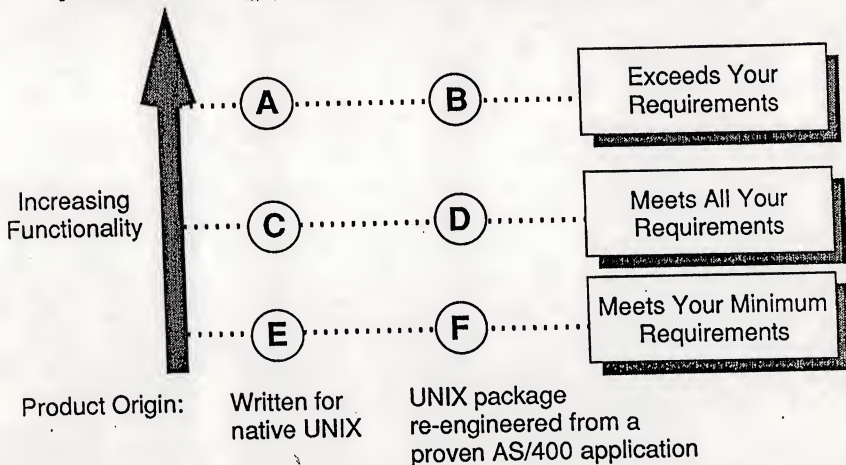 A
B
Exceeds Your
Requirements
Increasing
Functionality
C
D
Meets All Your
Requirements
E
F
Meets Your Minimum
Requirements
Product Origin:
Written for
native UNIX
UNIX package
re-engineered from a
proven AS/400 application